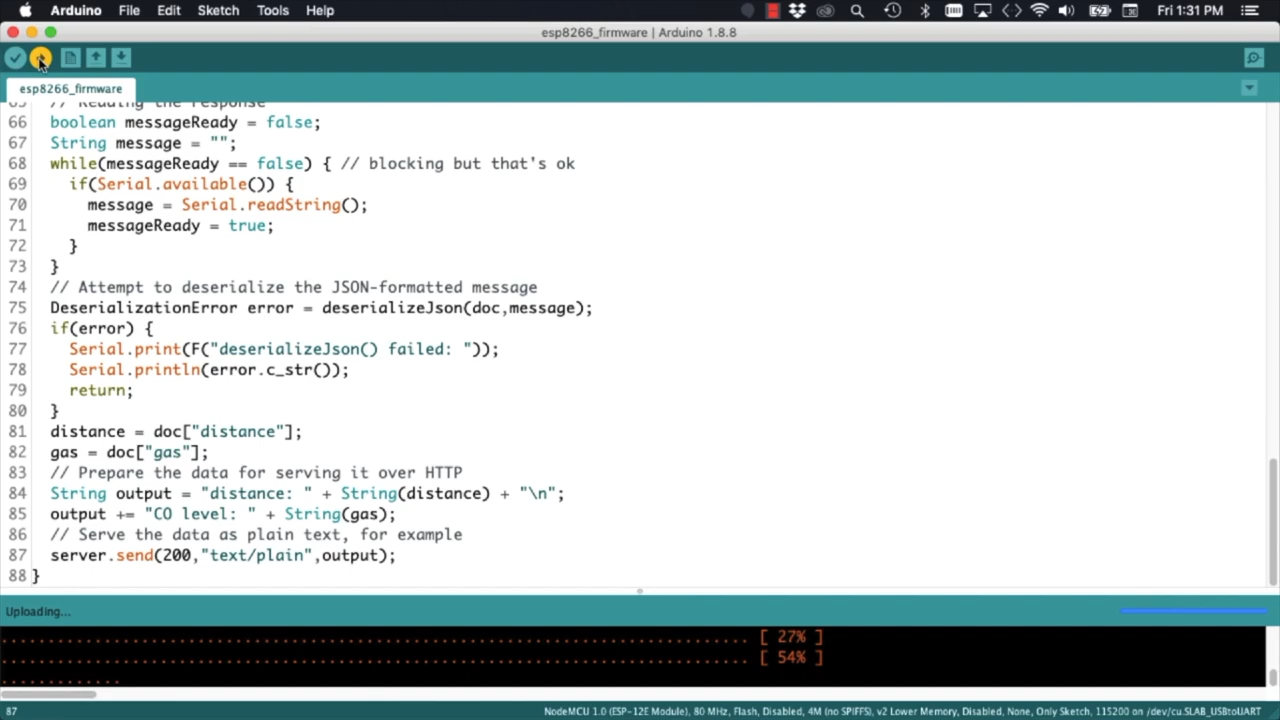 Arduino File Edit Sketch Tools Help Fri 1:31 PM
esp8266_firmware | Arduino 1.8.8
esp8266_firmware
65 // Reading the response
66 boolean messageReady = false;
67 String message = "";
68 while(messageReady == false) { // blocking but that's ok
69 if(Serial.available()) {
70 message = Serial.readString();
71 messageReady = true;
72 }
73 }
74 // Attempt to deserialize the JSON-formatted message
75 DeserializationError error = deserializeJson(doc,message);
76 if(error) {
77 Serial.print(F("deserializeJson() failed: "));
78 Serial.println(error.c_str());
79 return;
80 }
81 distance = doc["distance"];
82 gas = doc["gas"];
83 // Prepare the data for serving it over HTTP
84 String output = "distance: " + String(distance) + "\n";
85 output += "CO level: " + String(gas);
86 // Serve the data as plain text, for example
87 server.send(200,"text/plain",output);
88 }
Uploading...
................................................................................ [ 27% ]
................................................................................ [ 54% ]
.............
87 NodeMCU 1.0 (ESP-12E Module), 80 MHz, Flash, Disabled, 4M (no SPIFFS), v2 Lower Memory, Disabled, None, Only Sketch, 115200 on /dev/cu.SLAB_USBtoUART